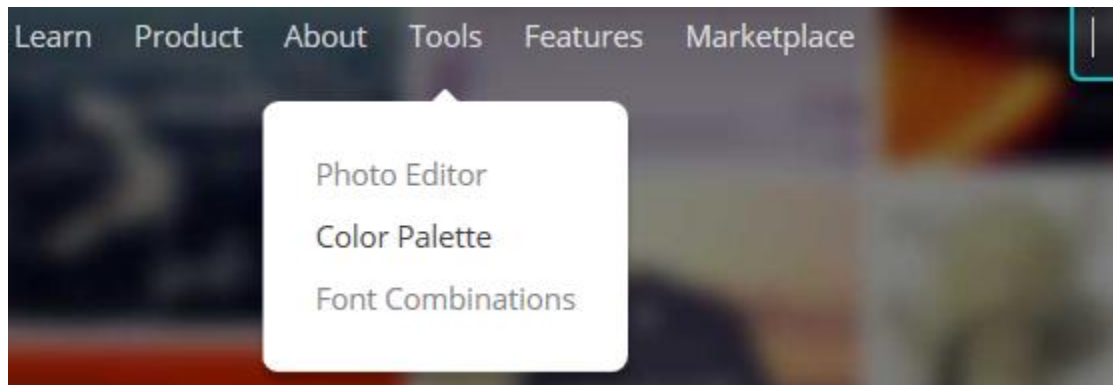 Learn Product About Tools Features Marketplace
Photo Editor
Color Palette
Font Combinations